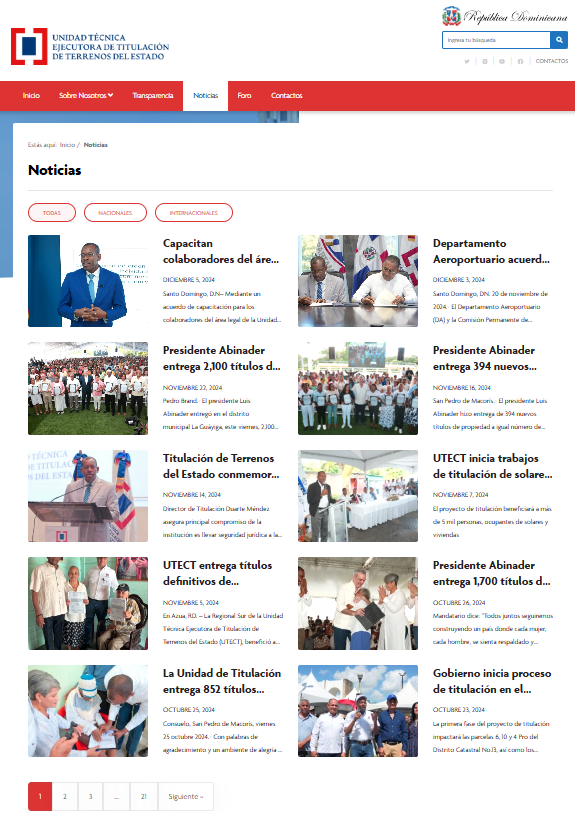 República Dominicana
UNIDAD TÉCNICA
EJECUTORA DE TITULACIÓN
DE TERRENOS DEL ESTADO
Ingresa tu búsqueda
CONTACTOS
Inicio Sobre Nosotros Transparencia Noticias Foro Contactos
Estás aquí: Inicio / Noticias
Noticias
TODAS NACIONALES INTERNACIONALES
Capacitan
colaboradores del áre...
DICIEMBRE 5, 2024
Santo Domingo, D.N– Mediante un
acuerdo de capacitación para los
colaboradores del área legal de la Unidad...
Departamento
Aeroportuario acuerd...
DICIEMBRE 3, 2024
Santo Domingo, DN. 20 de noviembre de
2024. El Departamento Aeroportuario
(DA) y la Comisión Permanente de...
Presidente Abinader
entrega 2,100 títulos d...
NOVIEMBRE 22, 2024
Pedro Brand.- El presidente Luis
Abinader entregó en el distrito
municipal La Guáyiga, este viernes, 2,100...
Presidente Abinader
entrega 394 nuevos...
NOVIEMBRE 16, 2024
San Pedro de Macorís.- El presidente Luis
Abinader hizo entrega de 394 nuevos
títulos de propiedad a igual número de...
TÉCNICA
DE TITULAC
Titulación de Terrenos
del Estado conmemor...
NOVIEMBRE 14, 2024
Director de Titulación Duarte Méndez
asegura principal compromiso de la
institución es llevar seguridad jurídica a la...
UTECT inicia trabajos
de titulación de solare...
NOVIEMBRE 7, 2024
El proyecto de titulación beneficiará a más
de 5 mil personas, ocupantes de solares y
viviendas
UTECT entrega títulos
definitivos de...
NOVIEMBRE 5, 2024
En Azua, RD. – La Regional Sur de la Unidad
Técnica Ejecutora de Titulación de
Terrenos del Estado (UTECT), benefició a...
Presidente Abinader
entrega 1,700 títulos d...
OCTUBRE 26, 2024
Mandatario dice: "Todos juntos seguiremos
construyendo un país donde cada mujer,
cada hombre, se sienta respaldado y...
La Unidad de Titulación
entrega 852 títulos...
OCTUBRE 25, 2024
Consuelo, San Pedro de Macorís, viernes
25 octubre 2024.- Con palabras de
agradecimiento y un ambiente de alegría ...
Gobierno inicia proceso
de titulación en el...
OCTUBRE 23, 2024
La primera fase del proyecto de titulación
impactará las parcelas 6, 10 y 4 Pro del
Distrito Catastral No.13, así como los...
1 2 3 ... 21 Siguiente »